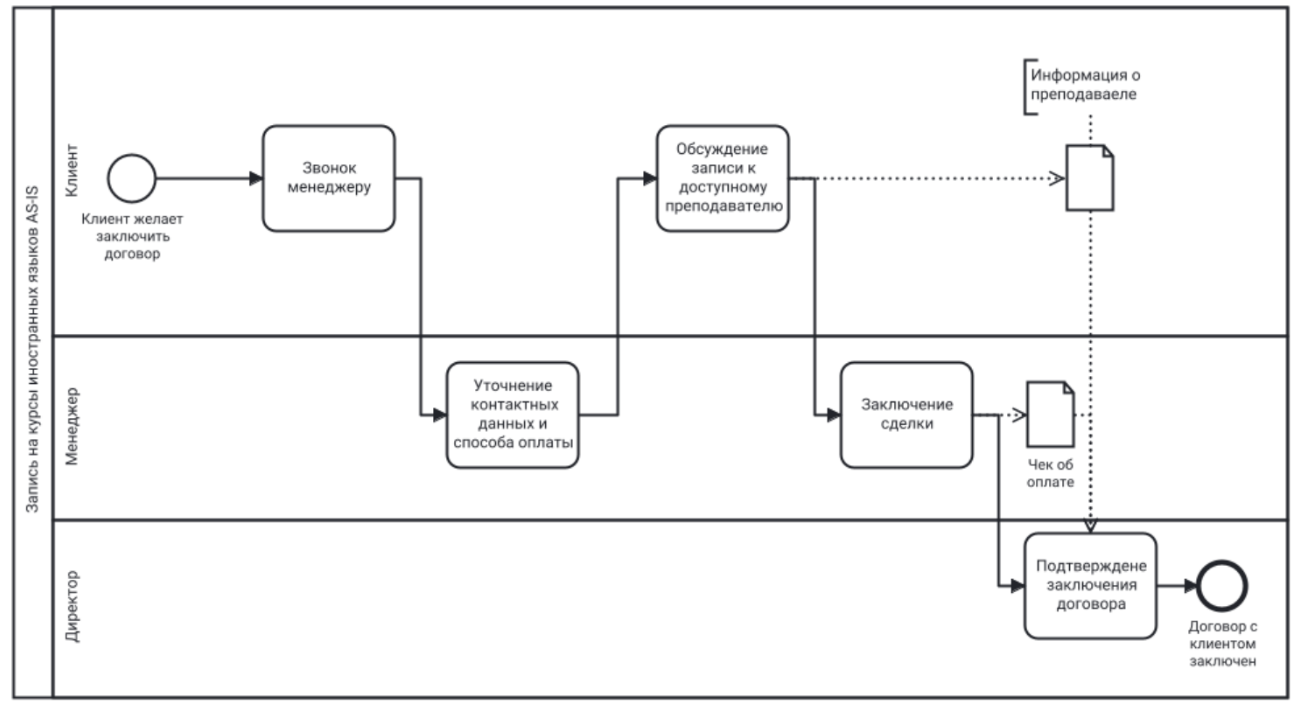 Запись на курсы иностранных языков AS-IS
Клиент
Клиент желает
заключить
договор
Звонок
менеджеру
Обсуждение
записи к
доступному
преподавателю
Информация о
преподаваеле
Менеджер
Уточнение
контактных
данных и
способа оплаты
Заключение
сделки
Чек об
оплате
Директор
Подтверждене
заключения
договора
Договор с
клиентом
заключен